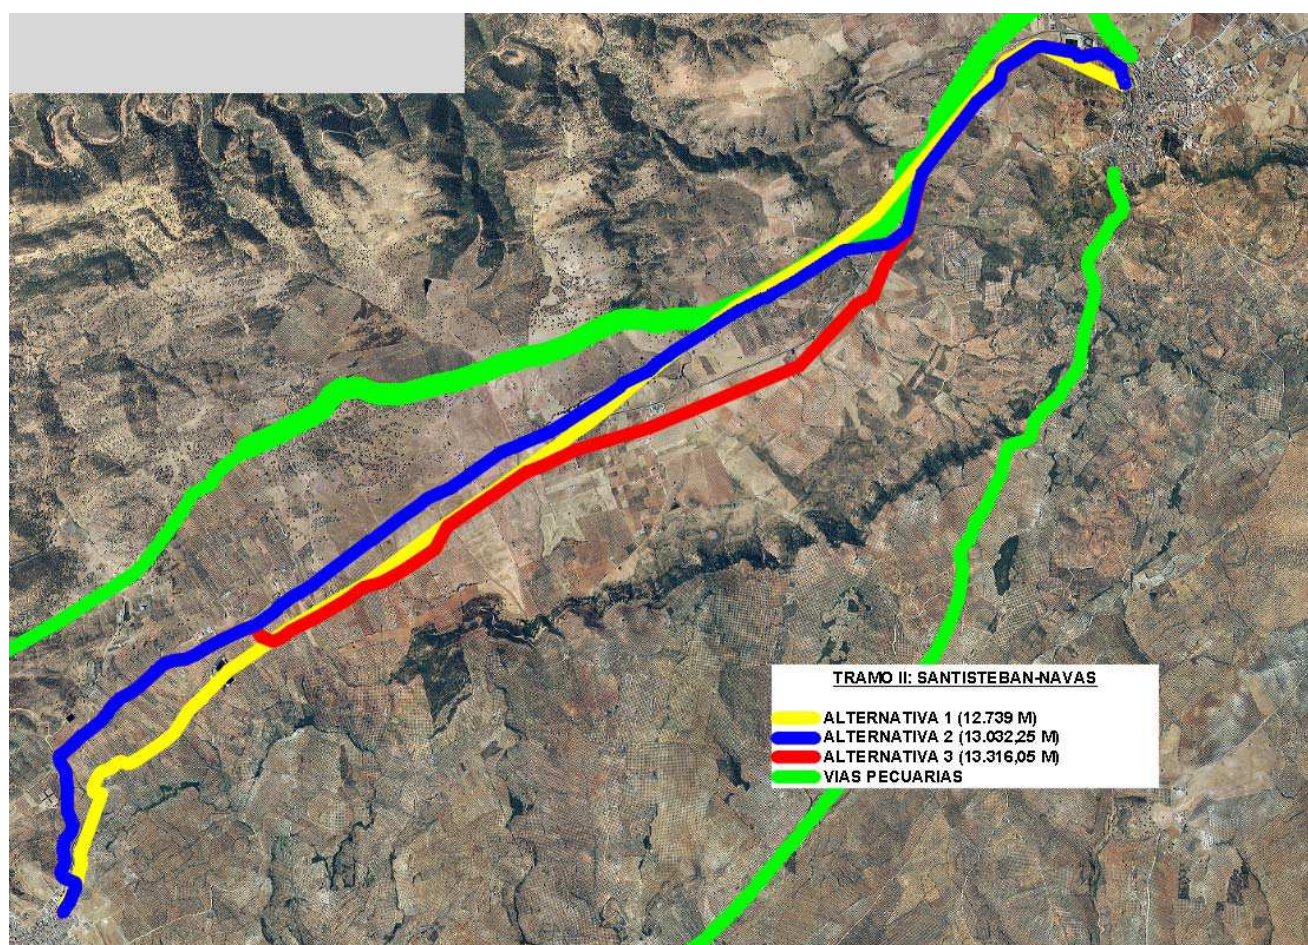 TRAMO II: SANTISTEBAN-NAVAS
ALTERNATIVA 1 (12.739 M)
ALTERNATIVA 2 (13.032,25 M)
ALTERNATIVA 3 (13.316,05 M)
VIAS PECUARIAS